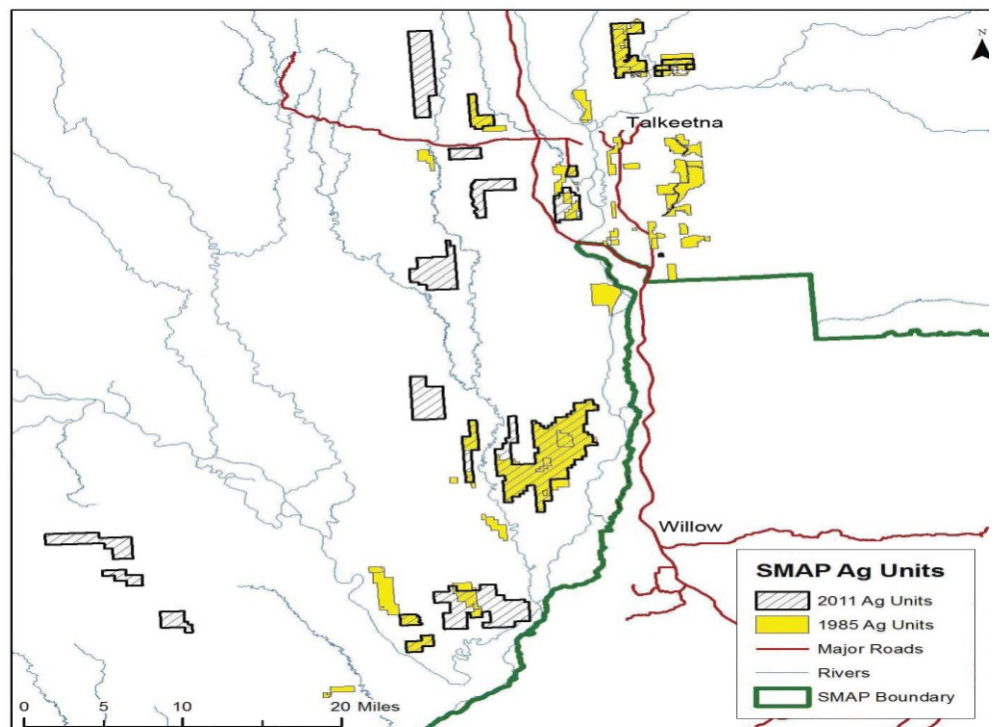 N
Talkeetna
Willow
SMAP Ag Units
2011 Ag Units
1985 Ag Units
Major Roads
Rivers
SMAP Boundary
0 5 10 20 Miles